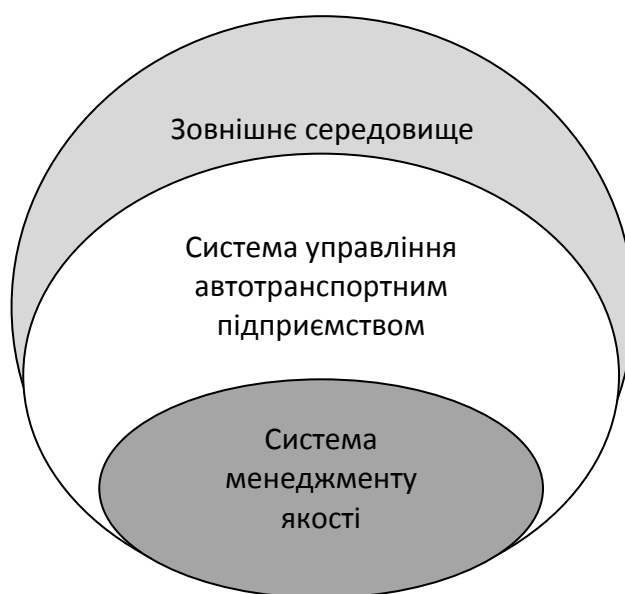 Зовнішнє середовище
Система управління
автотранспортним
підприємством
Система
менеджменту
якості